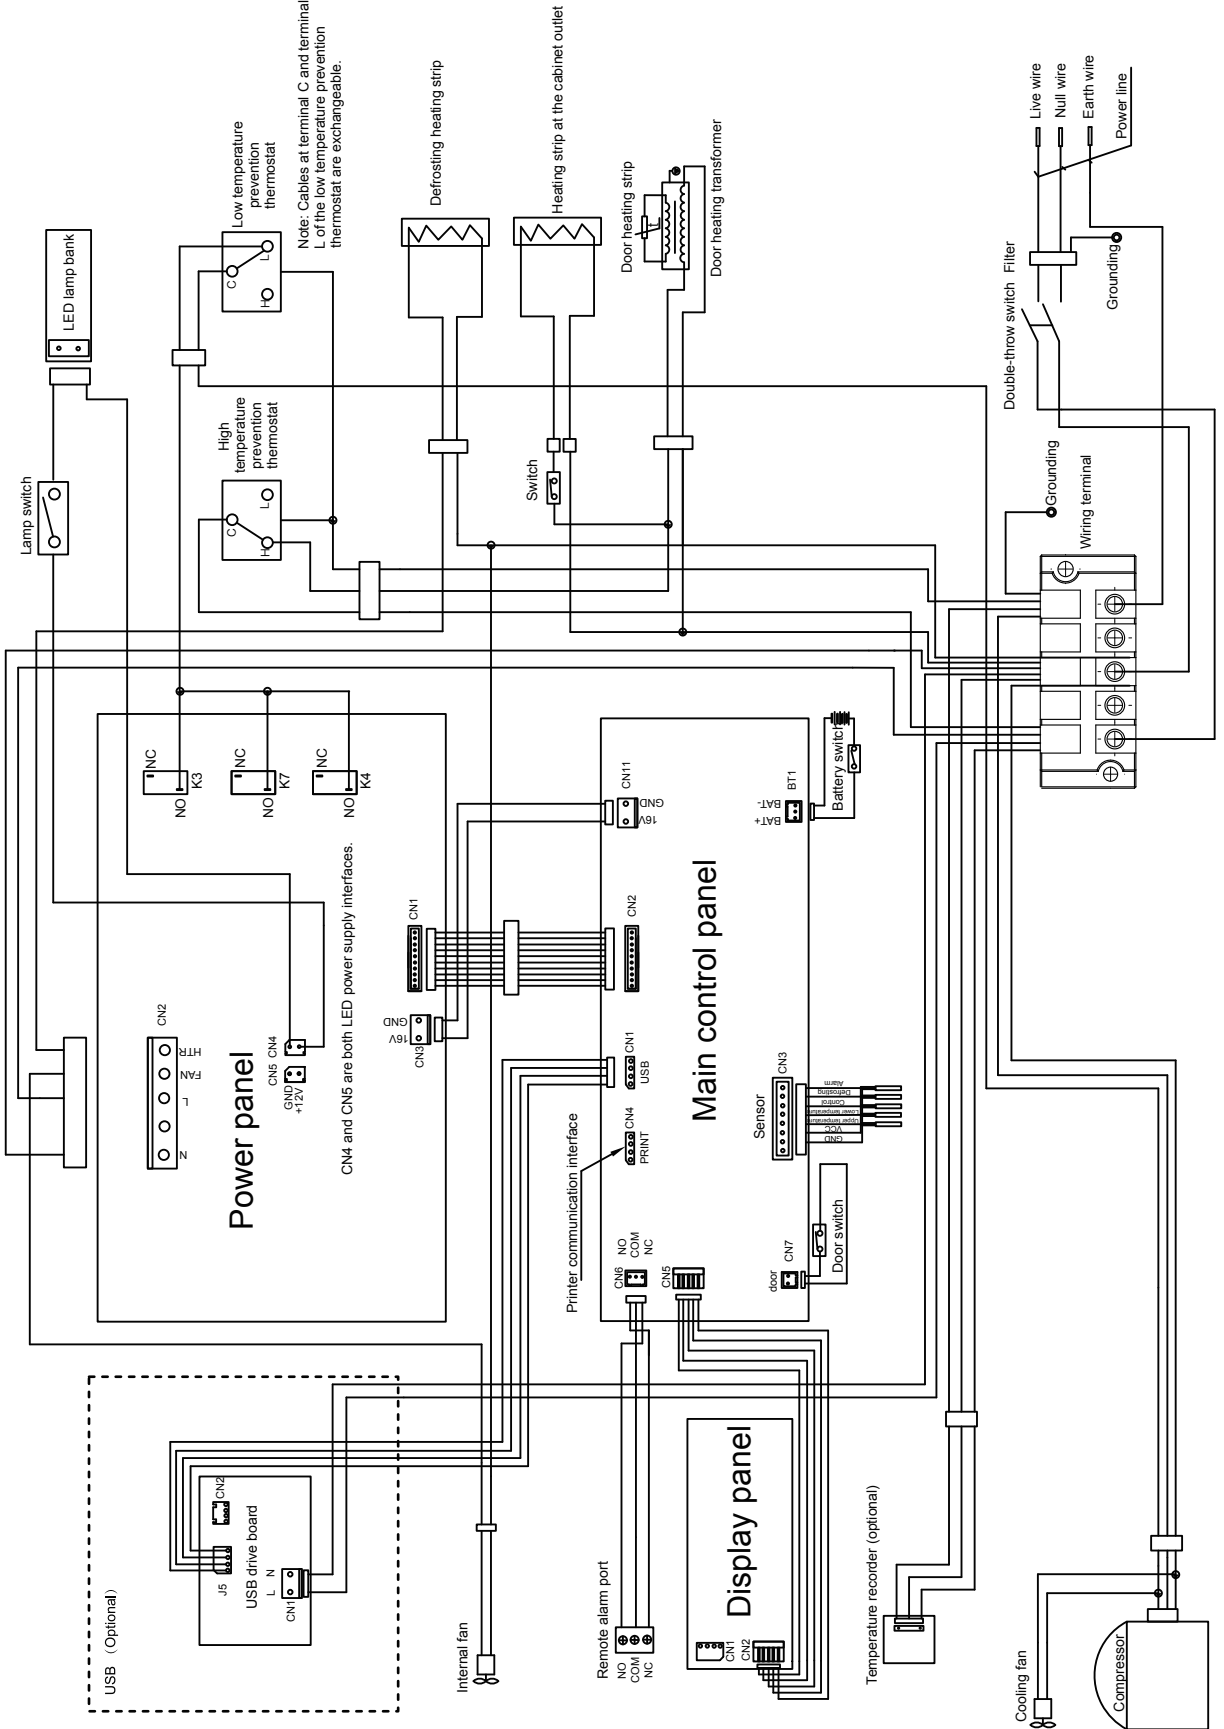 LED lamp bank
Lamp switch
Low temperature
prevention
thermostat
C
L
H
Note: Cables at terminal C and terminal
L of the low temperature prevention
thermostat are exchangeable.
High
temperature
prevention
thermostat
C
L
H
Defrosting heating strip
Heating strip at the cabinet outlet
Switch
Door heating strip
t
Door heating transformer
Live wire
Null wire
Earth wire
Power line
Filter
Double-throw switch
Grounding
Grounding
Wiring terminal
NC
NO
K3
NC
NO
K7
NC
NO
K4
CN4 and CN5 are both LED power supply interfaces.
Power panel
CN2
HTR
FAN
L
N
CN4
CN5
GND
+12V
CN1
GND
16V
CN3
Main control panel
CN11
GND
16V
CN2
BT1
BAT-
BAT+
Battery switch
CN1
USB
CN4
PRINT
Printer communication interface
CN3
Sensor
Alarm
Defrosting
Control
Lower temperature
Upper temperature
VCC
GND
CN6
NO
COM
NC
CN5
CN7
door
Door switch
USB（Optional）
USB drive board
CN2
J5
L
N
CN1
Internal fan
Remote alarm port
NO
COM
NC
Display panel
CN1
CN2
Temperature recorder (optional)
Cooling fan
Compressor